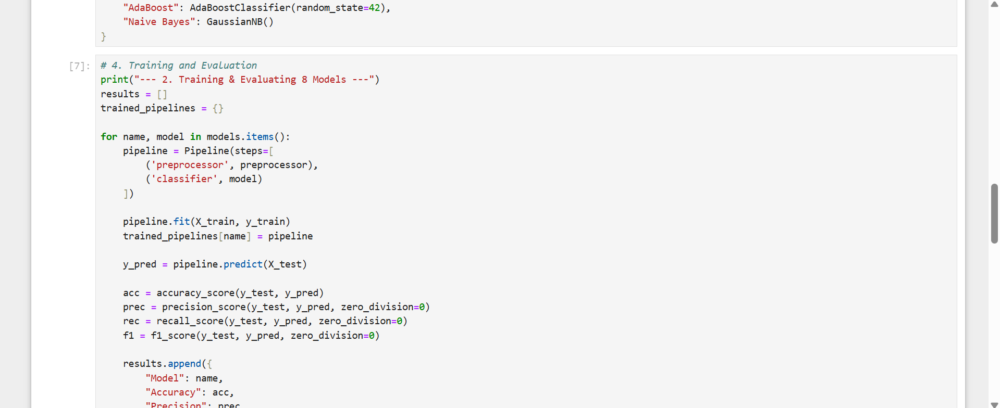 "AdaBoost": AdaBoostClassifier(random_state=42),
    "Naive Bayes": GaussianNB()
}
[7]:
# 4. Training and Evaluation
print("--- 2. Training & Evaluating 8 Models ---")
results = []
trained_pipelines = {}
for name, model in models.items():
    pipeline = Pipeline(steps=[
        ('preprocessor', preprocessor),
        ('classifier', model)
    ])
    pipeline.fit(X_train, y_train)
    trained_pipelines[name] = pipeline
    y_pred = pipeline.predict(X_test)
    acc = accuracy_score(y_test, y_pred)
    prec = precision_score(y_test, y_pred, zero_division=0)
    rec = recall_score(y_test, y_pred, zero_division=0)
    f1 = f1_score(y_test, y_pred, zero_division=0)
    results.append({
        "Model": name,
        "Accuracy": acc,
        "Precision": prec